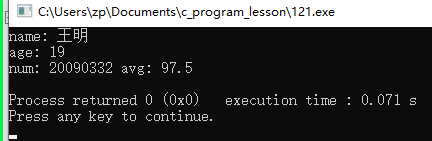 C:\Users\zp\Documents\c_program_lesson\121.exe
name: 王明
age: 19
num: 20090332 avg: 97.5
Process returned 0 (0x0)   execution time : 0.071 s
Press any key to continue.